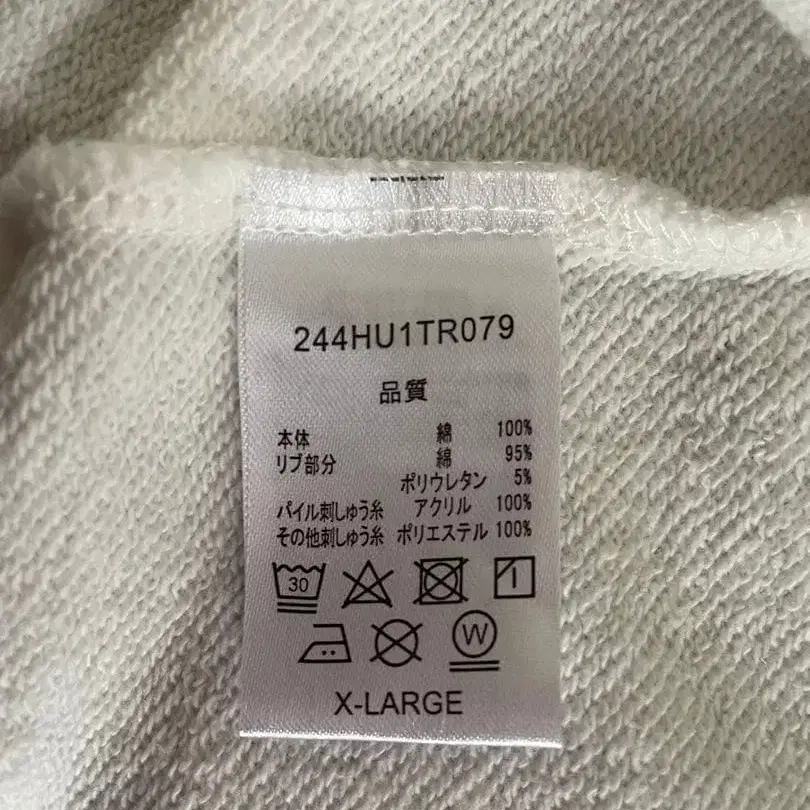 244HU1TR079
品質
本体 綿 100%
リブ部分 綿 95%
ポリウレタン 5%
パイル刺しゅう糸 アクリル 100%
その他刺しゅう糸 ポリエステル 100%
30
W
X-LARGE